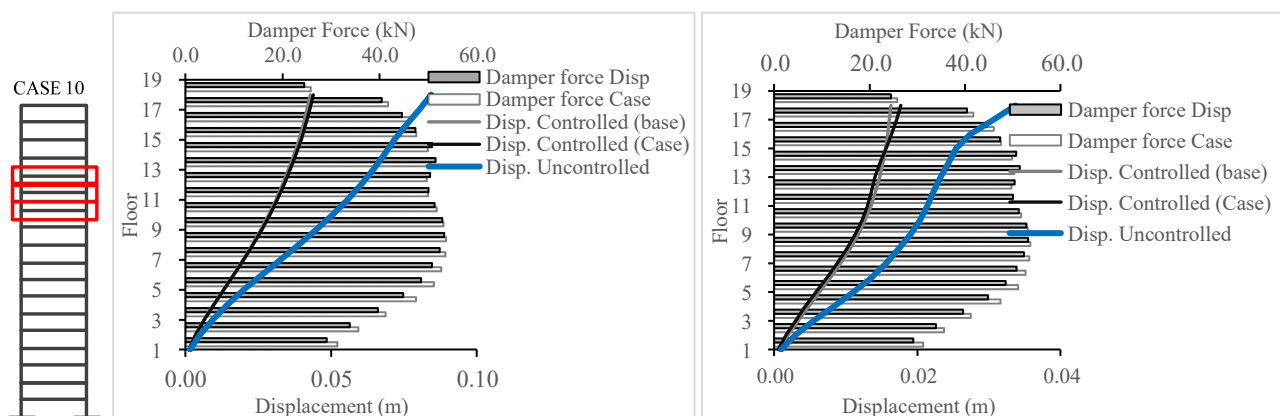 CASE 10
Damper Force (kN)
0.0 20.0 40.0 60.0
19
17
15
13
11
9
7
5
3
1
Floor
Damper force Disp
Damper force Case
Disp. Controlled (base)
Disp. Controlled (Case)
Disp. Uncontrolled
0.00 0.05 0.10
Displacement (m)
Damper Force (kN)
0.0 20.0 40.0 60.0
19
17
15
13
11
9
7
5
3
1
Floor
Damper force Disp
Damper force Case
Disp. Controlled (base)
Disp. Controlled (Case)
Disp. Uncontrolled
0.00 0.02 0.04
Displacement (m)